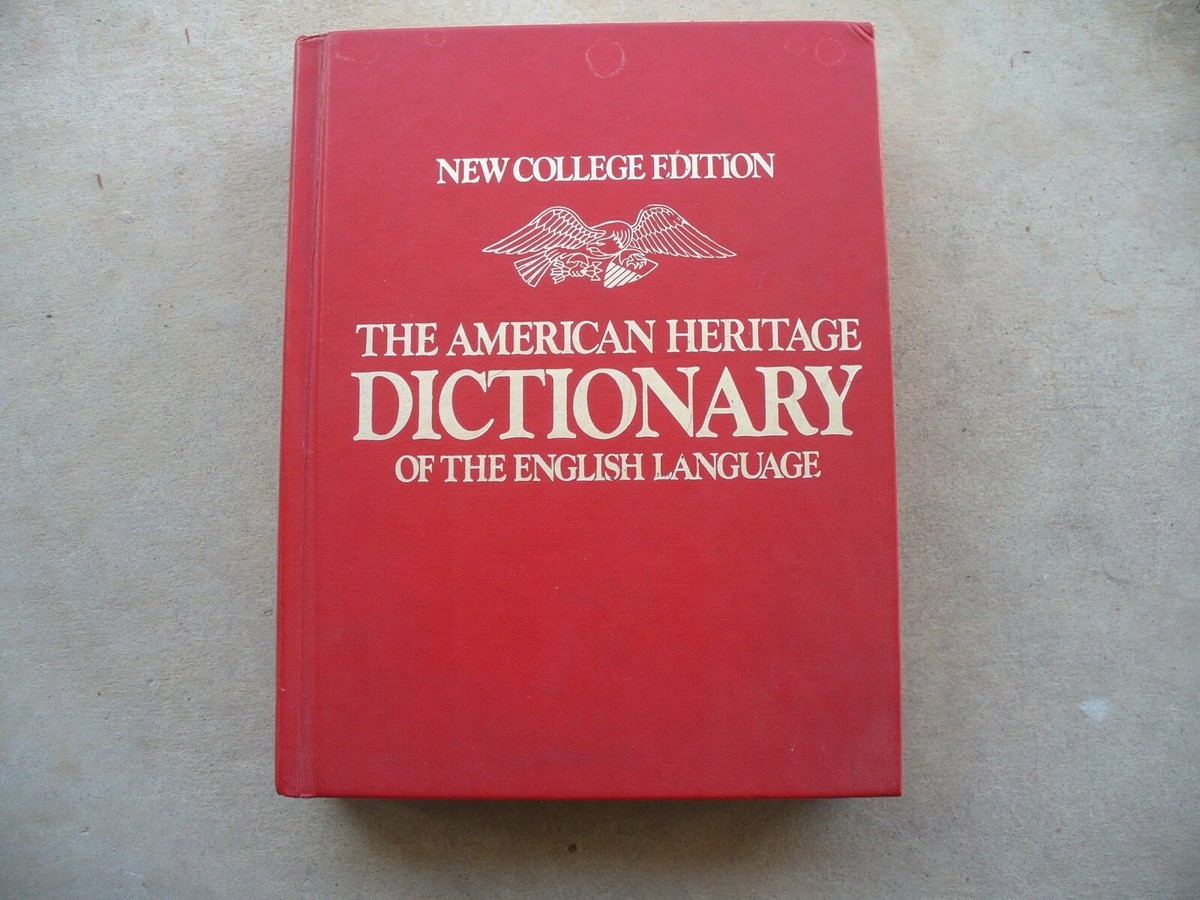 NEW COLLEGE EDITION
THE AMERICAN HERITAGE
DICTIONARY
OF THE ENGLISH LANGUAGE